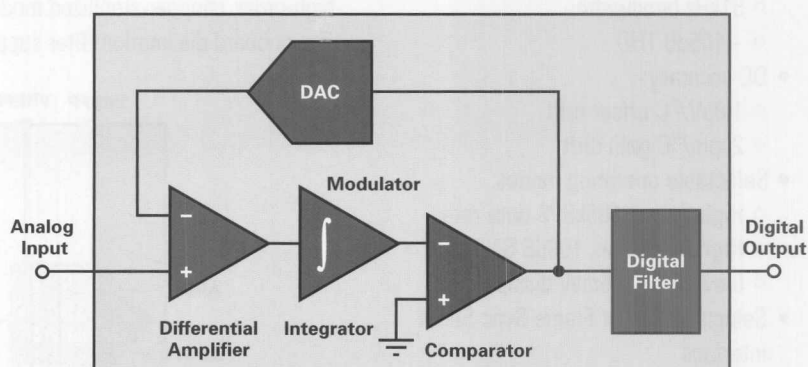 DAC
Modulator
Analog
Input
−
+
∫
−
+
Digital
Filter
Digital
Output
Differential
Amplifier
Integrator
Comparator